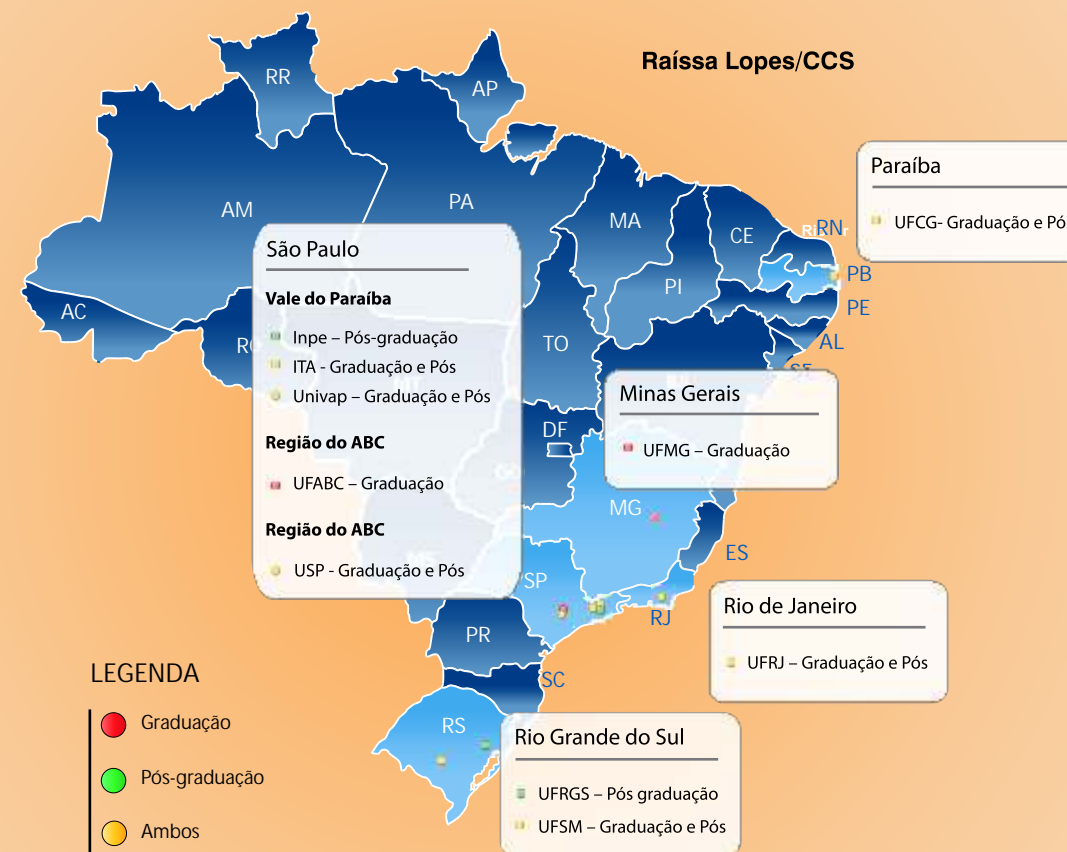 Raíssa Lopes/CCS
RR
AP
AM
PA
MA
CE
RN
PB
PE
AL
PI
AC
TO
DF
MG
ES
SP
RJ
PR
SC
RS
Paraíba
UFCG- Graduação e Pó
São Paulo
Vale do Paraíba
Inpe – Pós-graduação
ITA - Graduação e Pós
Univap – Graduação e Pós
Região do ABC
UFABC – Graduação
Região do ABC
USP - Graduação e Pós
Minas Gerais
UFMG – Graduação
Rio de Janeiro
UFRJ – Graduação e Pós
Rio Grande do Sul
UFRGS – Pós graduação
UFSM – Graduação e Pós
LEGENDA
Graduação
Pós-graduação
Ambos